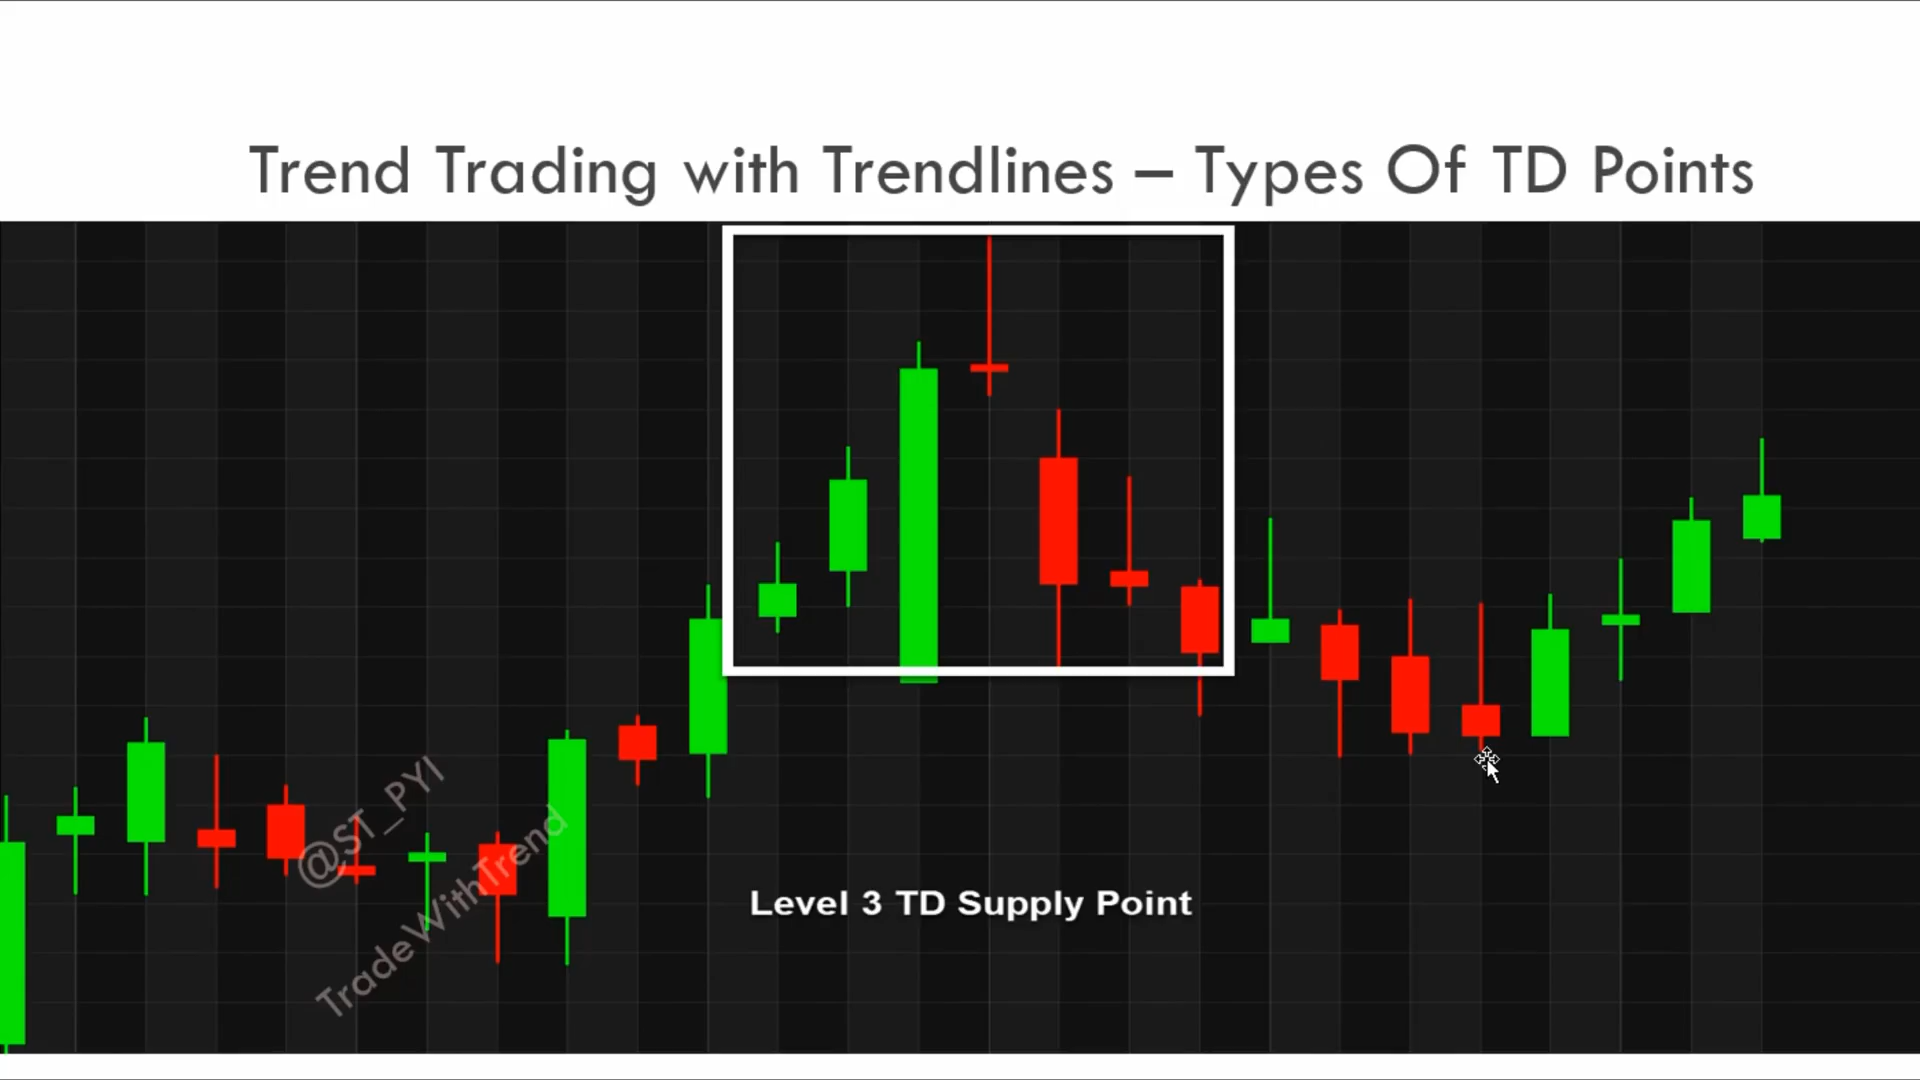 Trend Trading with Trendlines – Types Of TD Points
@ST_PYI
TradeWithTrend
Level 3 TD Supply Point